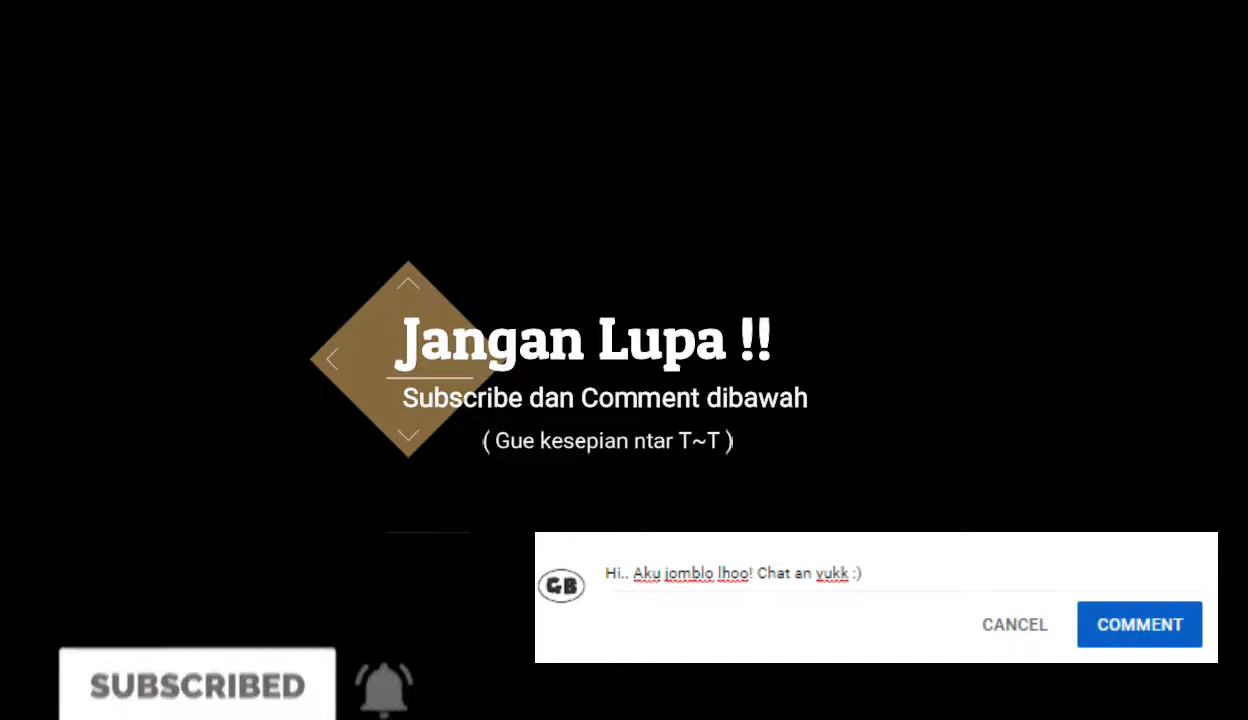 Jangan Lupa !!
Subscribe dan Comment dibawah
( Gue kesepian ntar T~T )
GB
Hi.. Aku jomblo lhoo! Chat an yukk :)
CANCEL
COMMENT
SUBSCRIBED